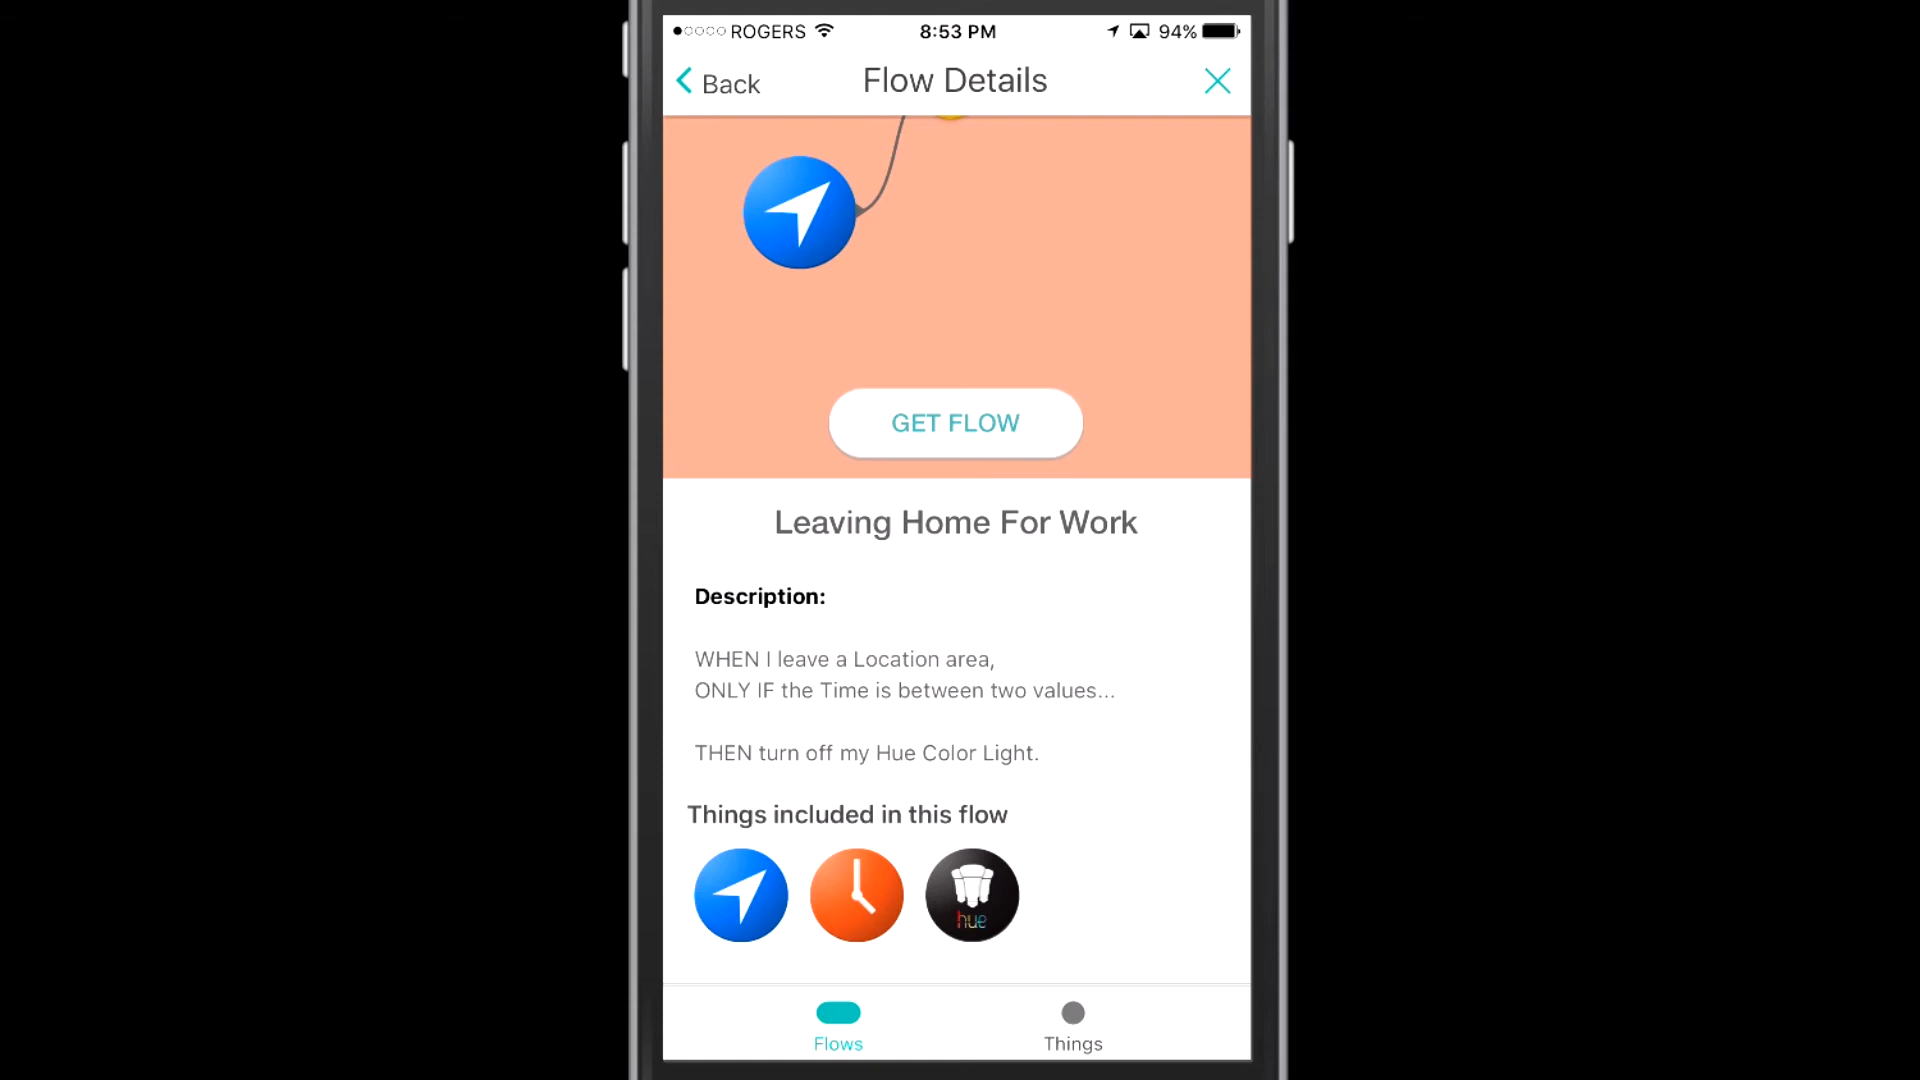 ROGERS 8:53 PM 94%
Back Flow Details
GET FLOW
Leaving Home For Work
Description:
WHEN I leave a Location area,
ONLY IF the Time is between two values...
THEN turn off my Hue Color Light.
Things included in this flow
hue
Flows Things